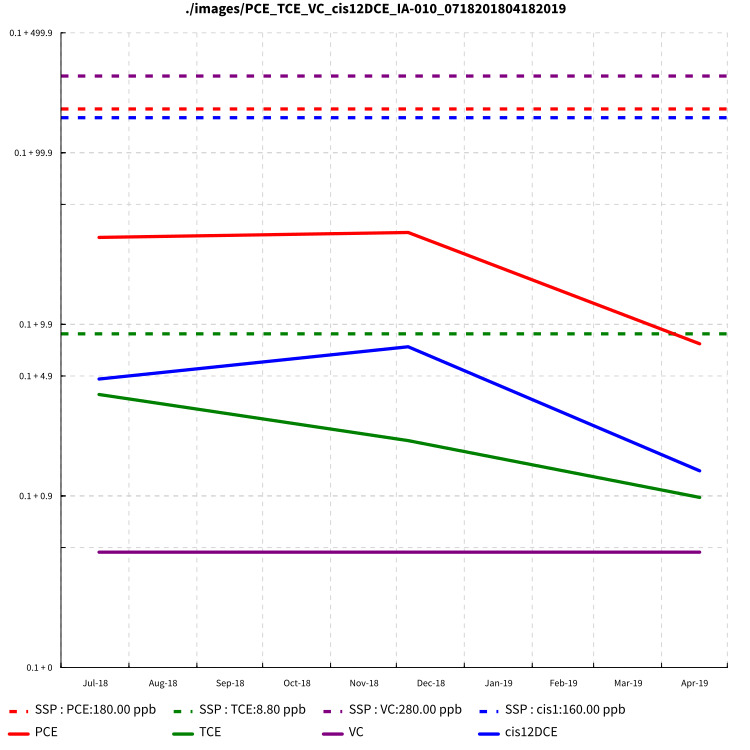 ./images/PCE_TCE_VC_cis12DCE_IA-010_0718201804182019
0.1 + 499.9
0.1 + 99.9
0.1 + 9.9
0.1 + 4.9
0.1 + 0.9
0.1 + 0
Jul-18 Aug-18 Sep-18 Oct-18 Nov-18 Dec-18 Jan-19 Feb-19 Mar-19 Apr-19
SSP : PCE:180.00 ppb SSP : TCE:8.80 ppb SSP : VC:280.00 ppb SSP : cis1:160.00 ppb
PCE TCE VC cis12DCE